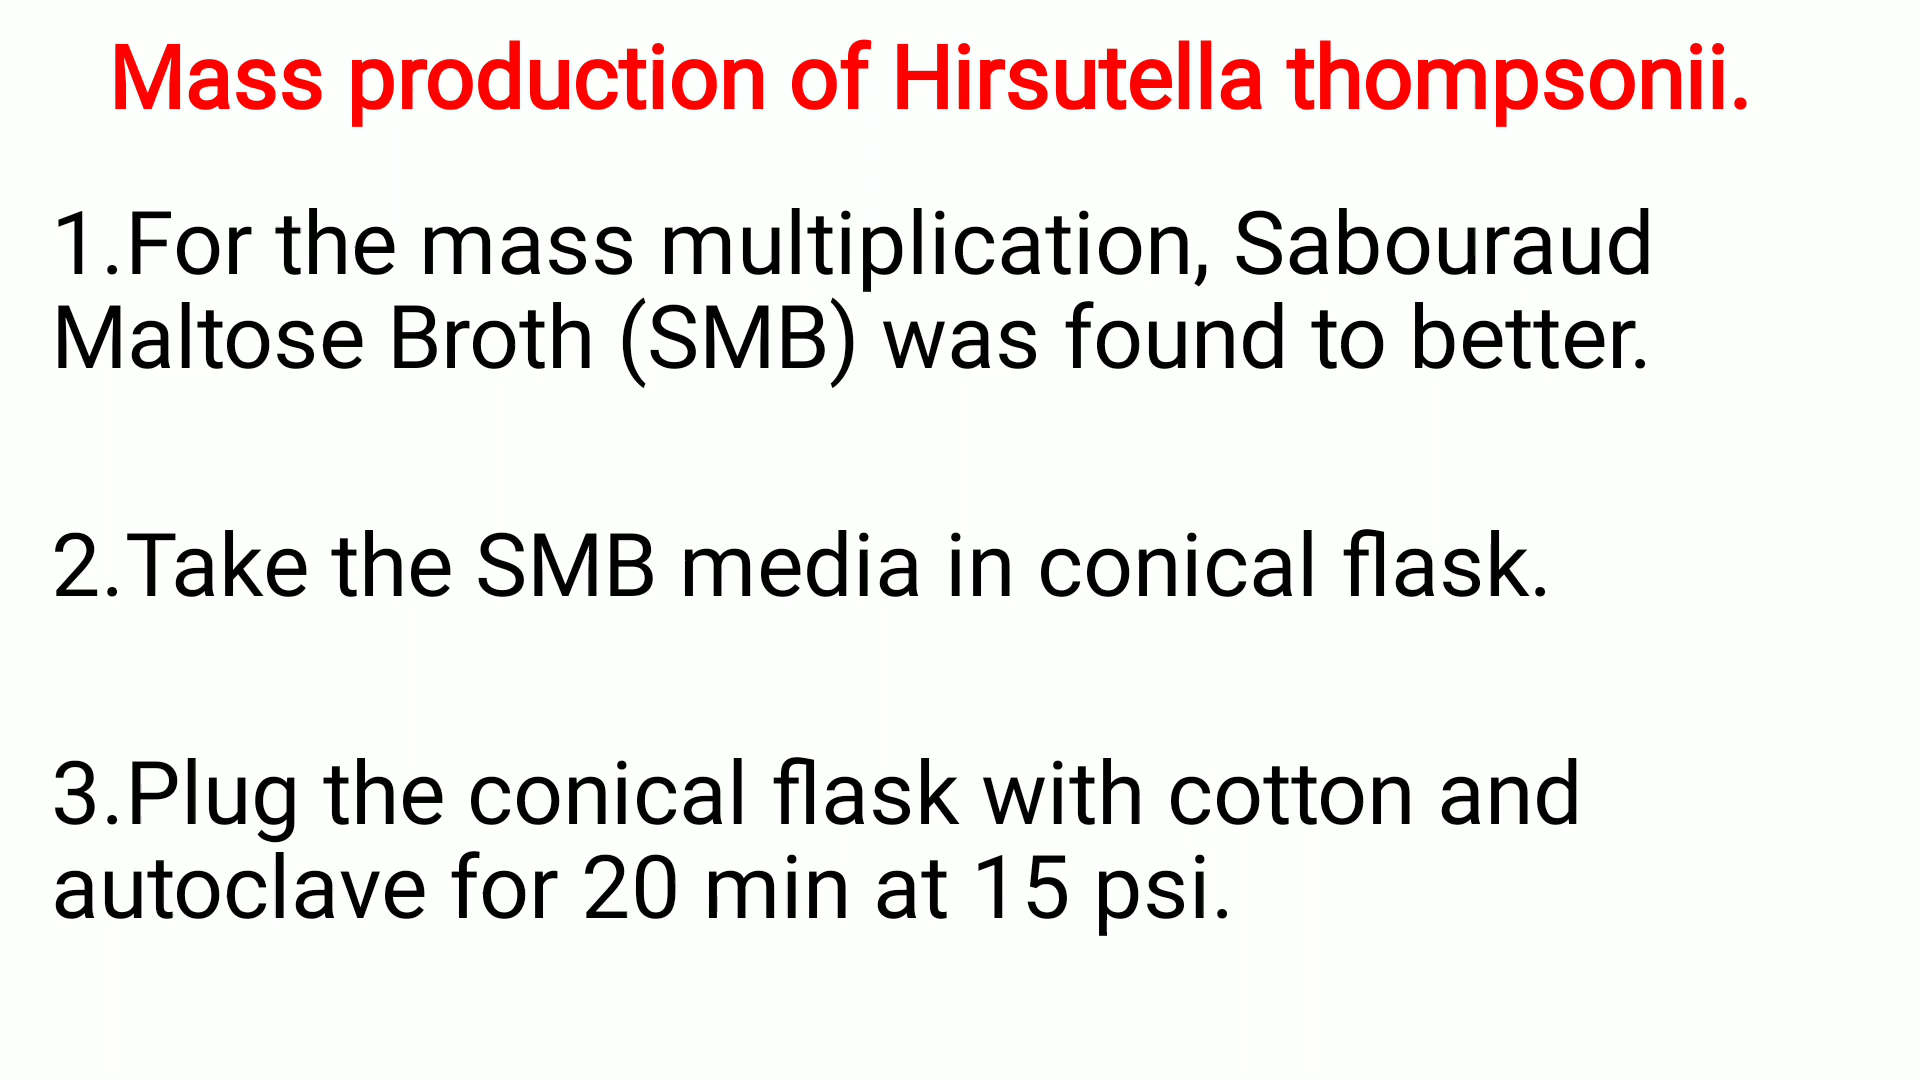 Mass production of Hirsutella thompsonii.
1.For the mass multiplication, Sabouraud
Maltose Broth (SMB) was found to better.
2.Take the SMB media in conical flask.
3.Plug the conical flask with cotton and
autoclave for 20 min at 15 psi.